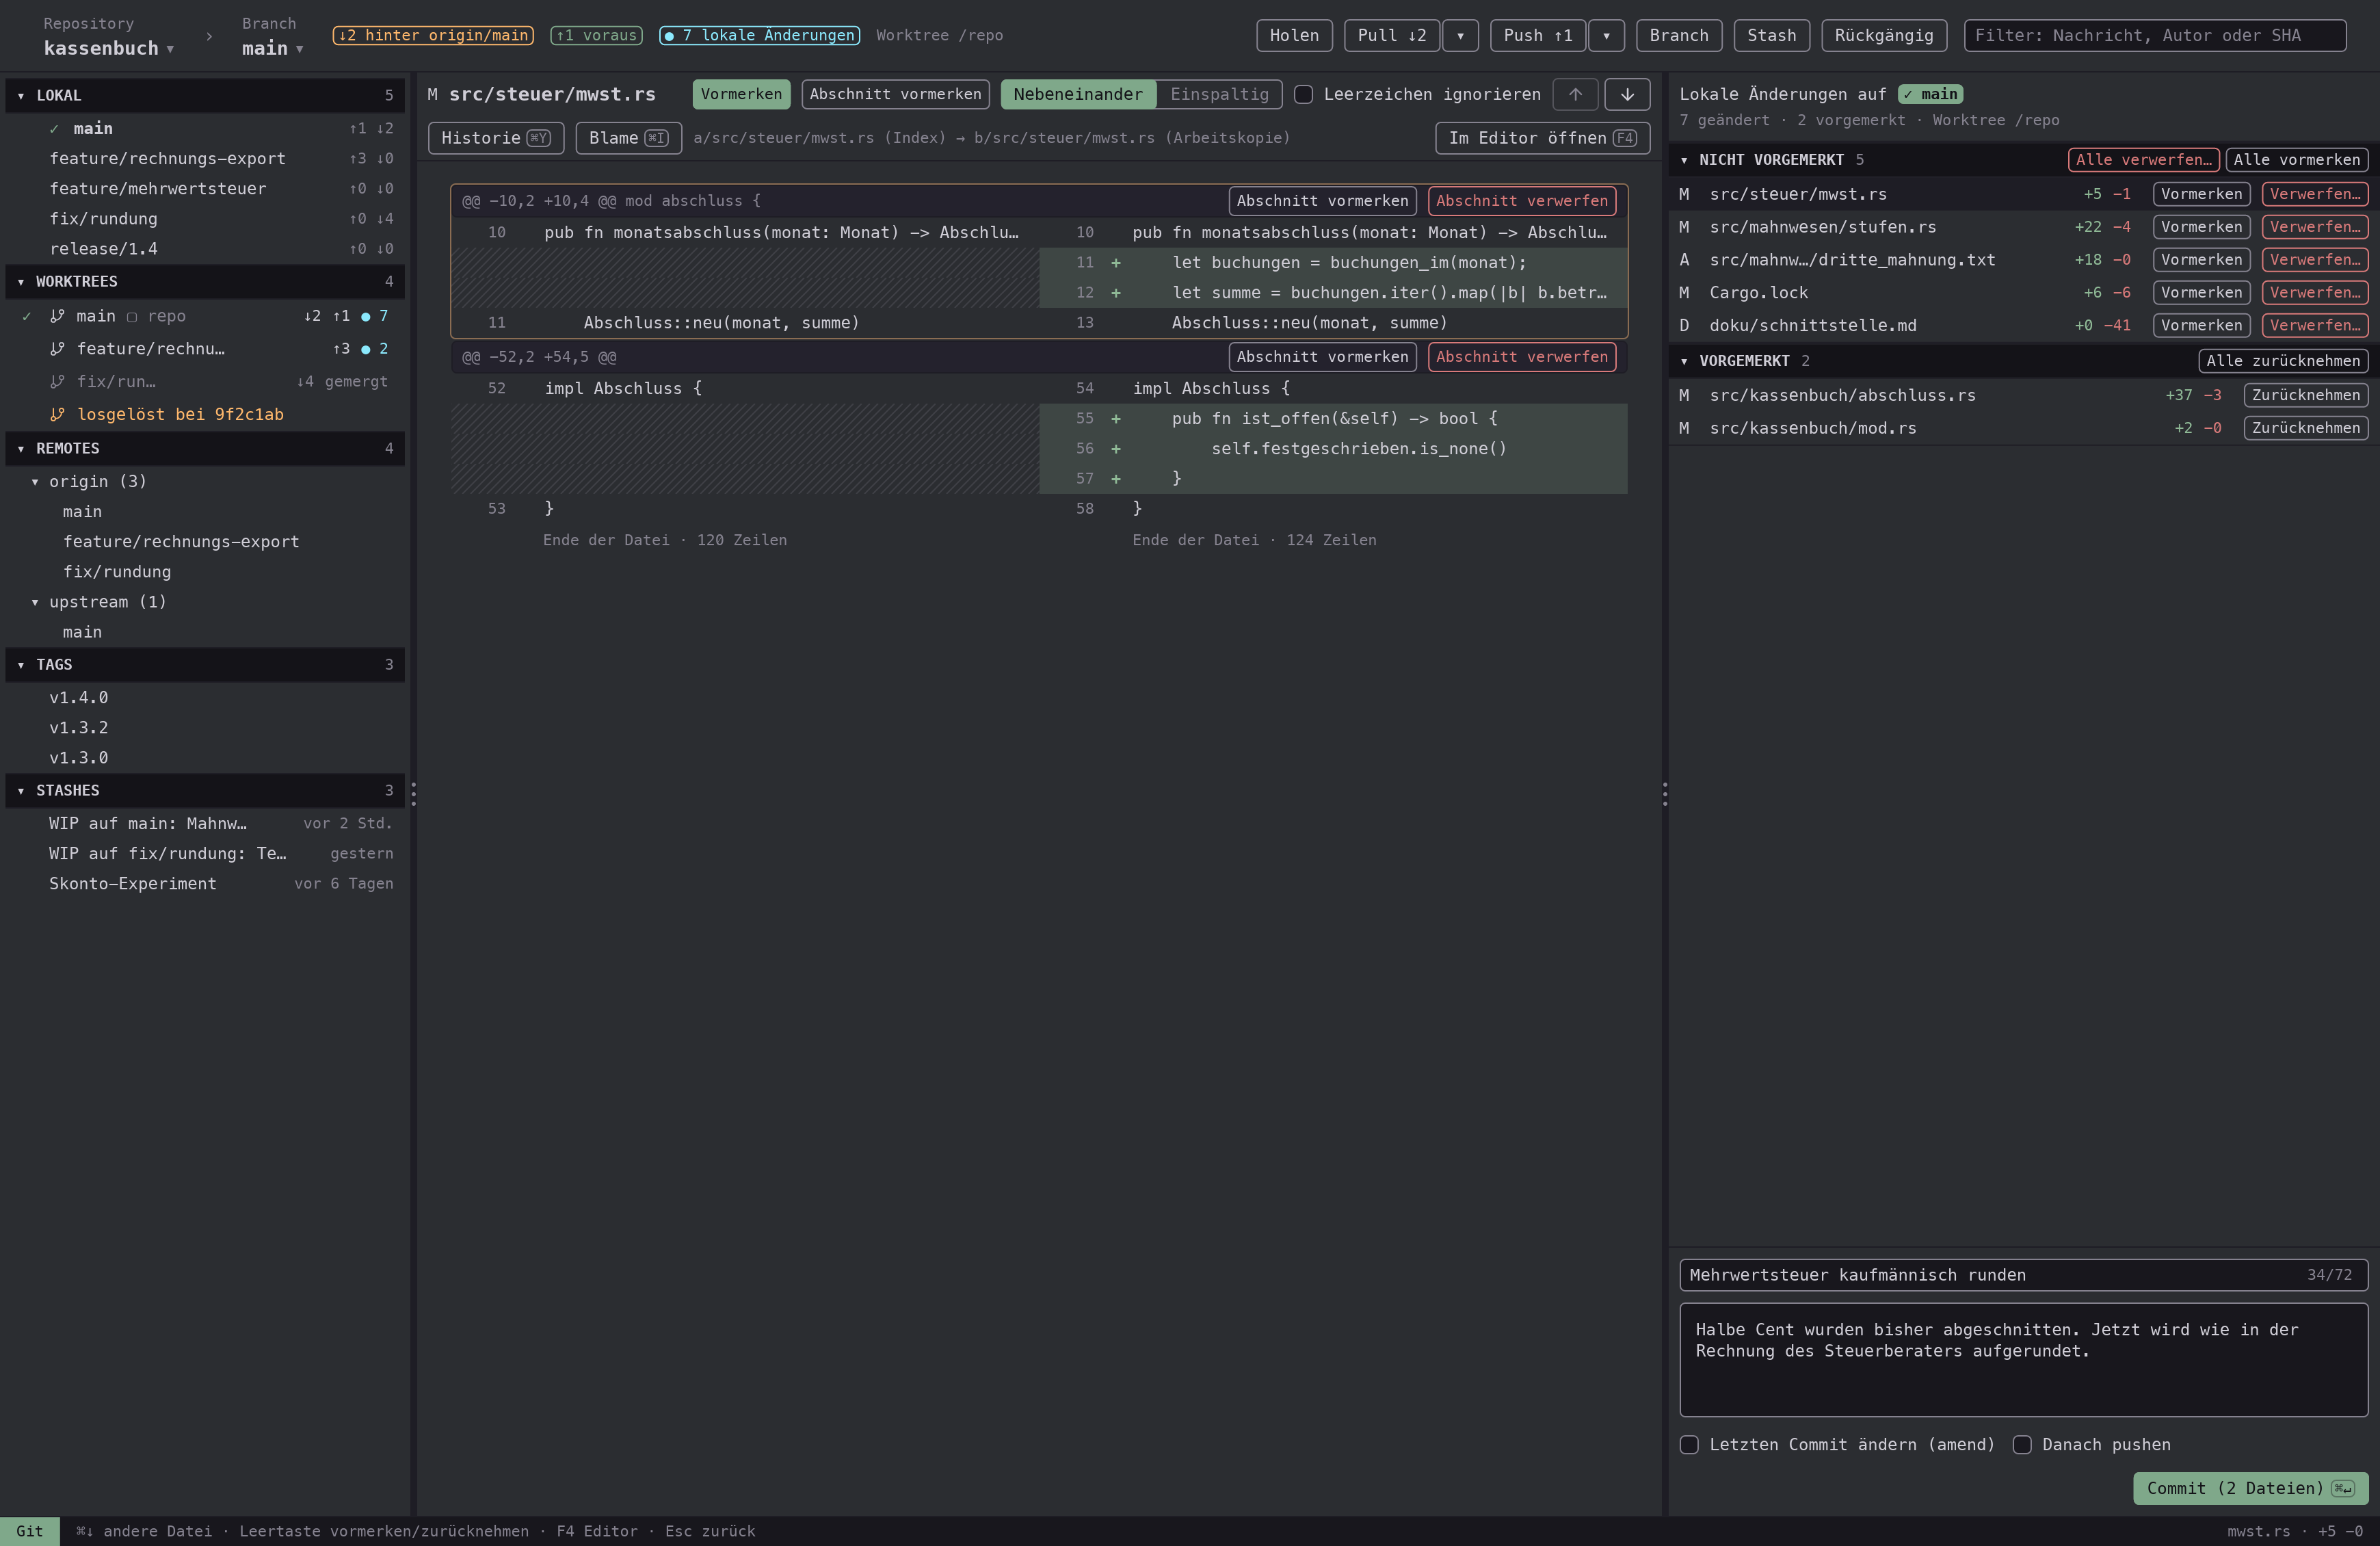 Repository
kassenbuch ▾
›
Branch
main ▾
↓2 hinter origin/main ↑1 voraus ● 7 lokale Änderungen Worktree /repo
Holen Pull ↓2 ▾ Push ↑1 ▾ Branch Stash Rückgängig Filter: Nachricht, Autor oder SHA
▾ LOKAL 5
✓ main ↑1 ↓2
feature/rechnungs-export ↑3 ↓0
feature/mehrwertsteuer ↑0 ↓0
fix/rundung ↑0 ↓4
release/1.4 ↑0 ↓0
▾ WORKTREES 4
✓ main ▢ repo ↓2 ↑1 ● 7
feature/rechnu… ↑3 ● 2
fix/run… ↓4 gemergt
losgelöst bei 9f2c1ab
▾ REMOTES 4
▾ origin (3)
main
feature/rechnungs-export
fix/rundung
▾ upstream (1)
main
▾ TAGS 3
v1.4.0
v1.3.2
v1.3.0
▾ STASHES 3
WIP auf main: Mahnw… vor 2 Std.
WIP auf fix/rundung: Te… gestern
Skonto-Experiment vor 6 Tagen
M src/steuer/mwst.rs Vormerken Abschnitt vormerken Nebeneinander Einspaltig Leerzeichen ignorieren ↑ ↓
Historie ⌘Y Blame ⌘I a/src/steuer/mwst.rs (Index) → b/src/steuer/mwst.rs (Arbeitskopie) Im Editor öffnen F4
@@ −10,2 +10,4 @@ mod abschluss { Abschnitt vormerken Abschnitt verwerfen
10 pub fn monatsabschluss(monat: Monat) -> Abschlu… 10 pub fn monatsabschluss(monat: Monat) -> Abschlu…
11 + let buchungen = buchungen_im(monat);
12 + let summe = buchungen.iter().map(|b| b.betr…
11 Abschluss::neu(monat, summe) 13 Abschluss::neu(monat, summe)
@@ −52,2 +54,5 @@ Abschnitt vormerken Abschnitt verwerfen
52 impl Abschluss { 54 impl Abschluss {
55 + pub fn ist_offen(&self) -> bool {
56 + self.festgeschrieben.is_none()
57 + }
53 } 58 }
Ende der Datei · 120 Zeilen Ende der Datei · 124 Zeilen
Lokale Änderungen auf ✓ main
7 geändert · 2 vorgemerkt · Worktree /repo
▾ NICHT VORGEMERKT 5 Alle verwerfen… Alle vormerken
M src/steuer/mwst.rs +5 −1 Vormerken Verwerfen…
M src/mahnwesen/stufen.rs +22 −4 Vormerken Verwerfen…
A src/mahnw…/dritte_mahnung.txt +18 −0 Vormerken Verwerfen…
M Cargo.lock +6 −6 Vormerken Verwerfen…
D doku/schnittstelle.md +0 −41 Vormerken Verwerfen…
▾ VORGEMERKT 2 Alle zurücknehmen
M src/kassenbuch/abschluss.rs +37 −3 Zurücknehmen
M src/kassenbuch/mod.rs +2 −0 Zurücknehmen
Mehrwertsteuer kaufmännisch runden 34/72
Halbe Cent wurden bisher abgeschnitten. Jetzt wird wie in der
Rechnung des Steuerberaters aufgerundet.
Letzten Commit ändern (amend) Danach pushen
Commit (2 Dateien) ⌘↵
Git ⌘↓ andere Datei · Leertaste vormerken/zurücknehmen · F4 Editor · Esc zurück mwst.rs · +5 −0